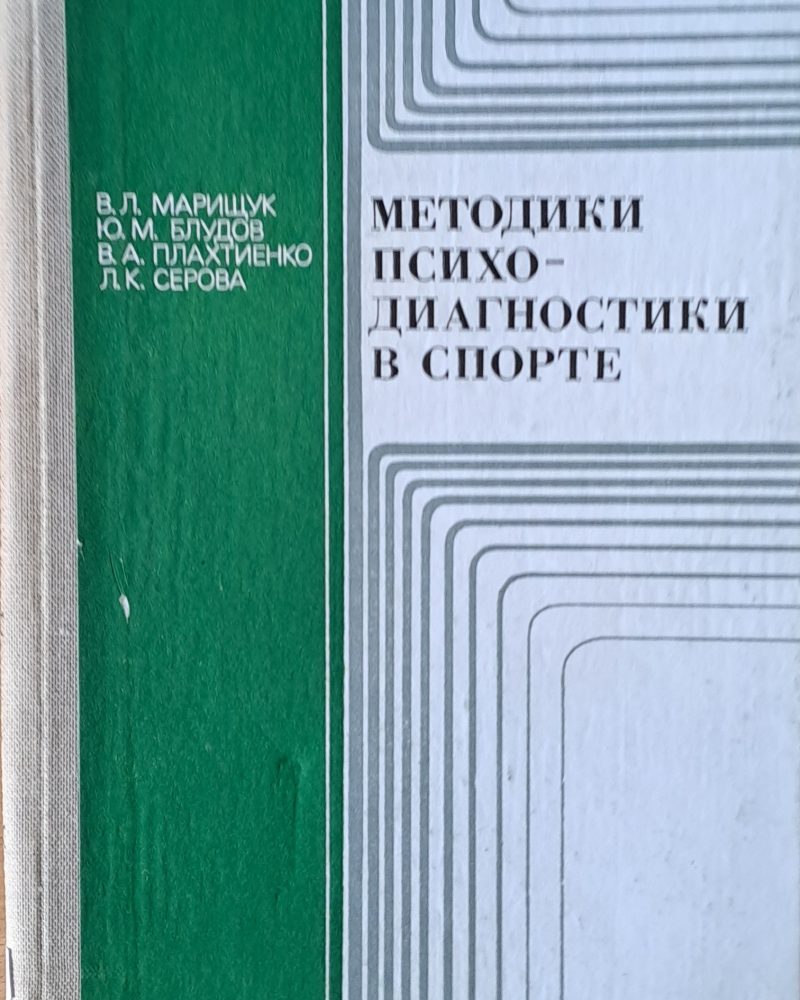 В. Л. МАРИЩУК
Ю. М. БЛУДОВ
В. А. ПЛАХТИЕНКО
Л. К. СЕРОВА
МЕТОДИКИ
ПСИХО-
ДИАГНОСТИКИ
В СПОРТЕ